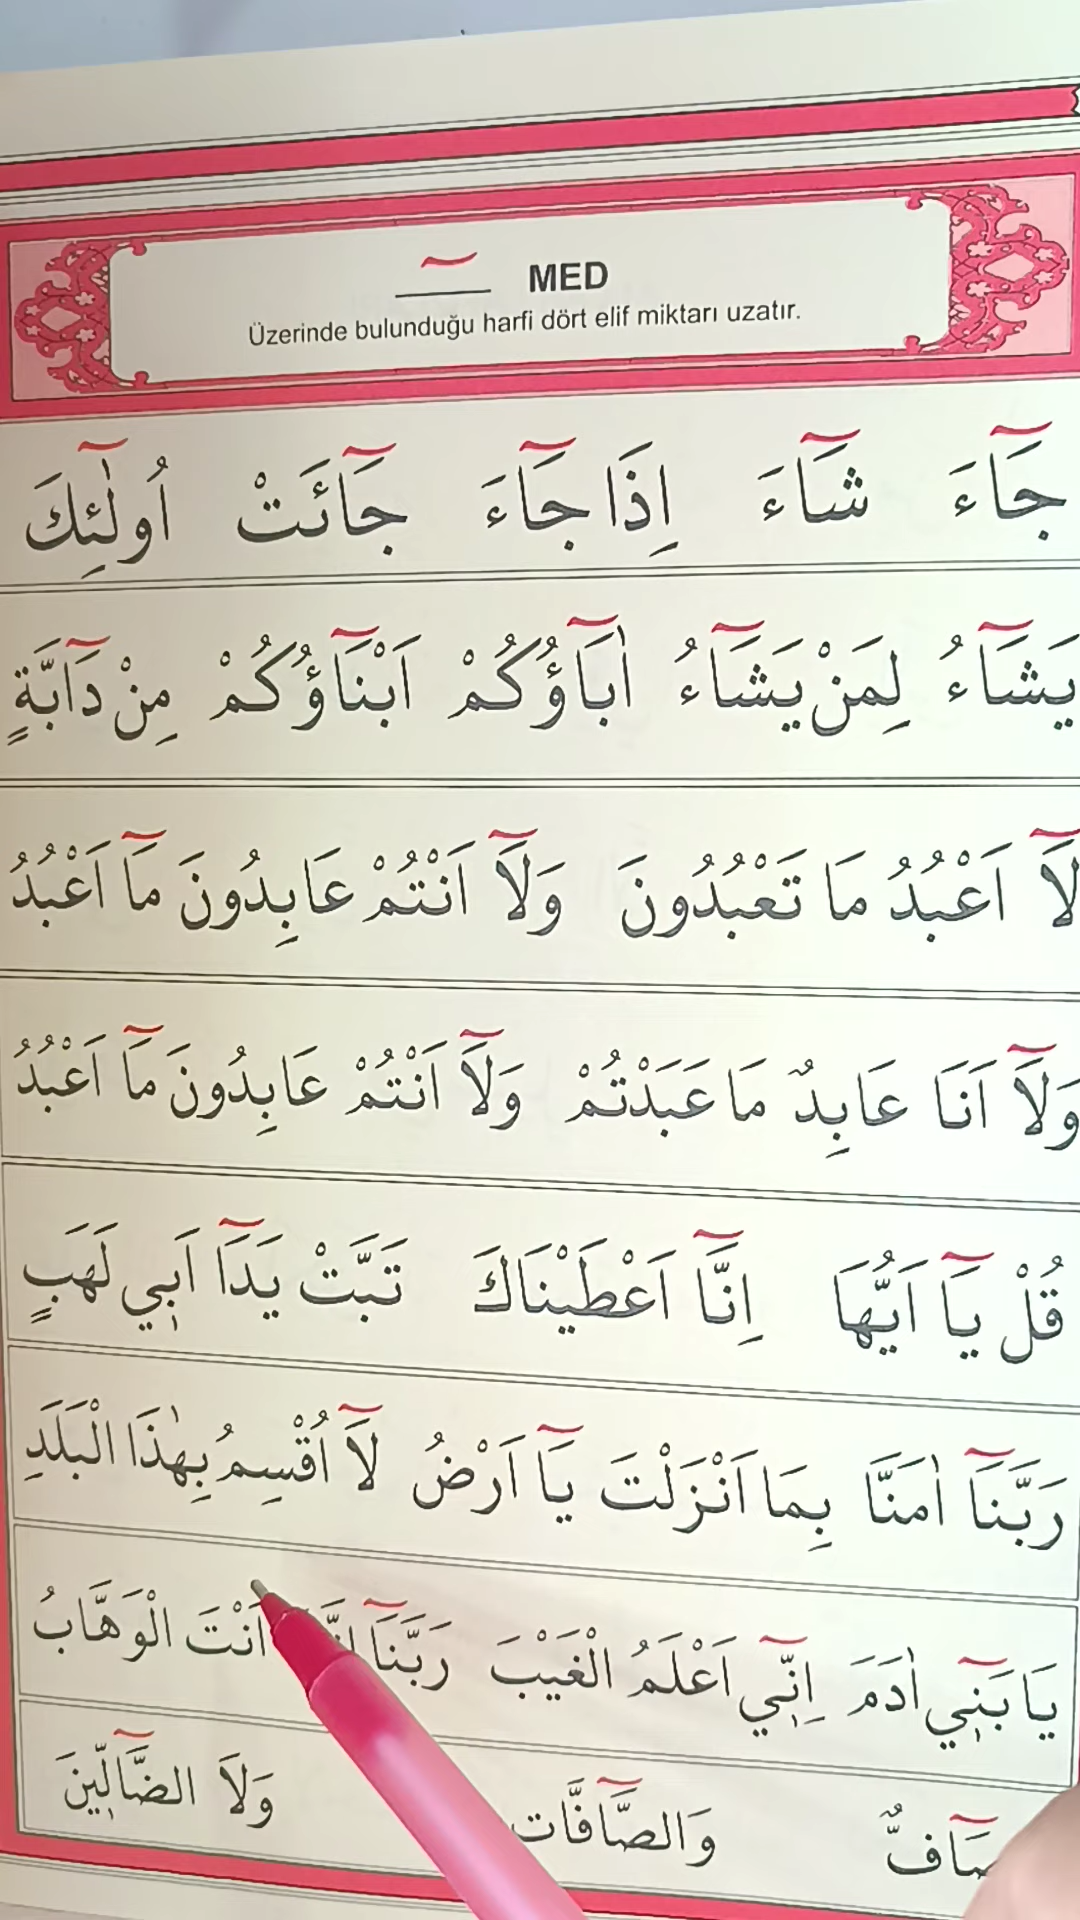 MED
Üzerinde bulunduğu harfi dört elif miktarı uzatır.
جَٓاءَ شَٓاءَ اِذَا جَٓاءَ جَٓائَتْ اُولٰٓئِكَ
يَشَٓاءُ لِمَنْ يَشَٓاءُ اٰبَٓاؤُكُمْ اَبْنَٓاؤُكُمْ مِنْ دَٓابَّةٍ
لَٓا اَعْبُدُ مَا تَعْبُدُونَ وَلَٓا اَنْتُمْ عَابِدُونَ مَٓا اَعْبُدُ
وَلَٓا اَنَا عَابِدٌ مَا عَبَدْتُمْ وَلَٓا اَنْتُمْ عَابِدُونَ مَٓا اَعْبُدُ
قُلْ يَٓا اَيُّهَا اِنَّٓا اَعْطَيْنَاكَ تَبَّتْ يَدَٓا اَبِي لَهَبٍ
رَبَّنَٓا اٰمَنَّا بِمَا اَنْزَلْتَ يَٓا اَرْضُ لَٓا اُقْسِمُ بِهٰذَا الْبَلَدِ
يَا بَنِٓي اٰدَمَ اِنِّٓي اَعْلَمُ الْغَيْبَ رَبَّنَٓا اَنْتَ الْوَهَّابُ
وَالصَّٓافَّات وَلَا الضَّٓالِّينَ